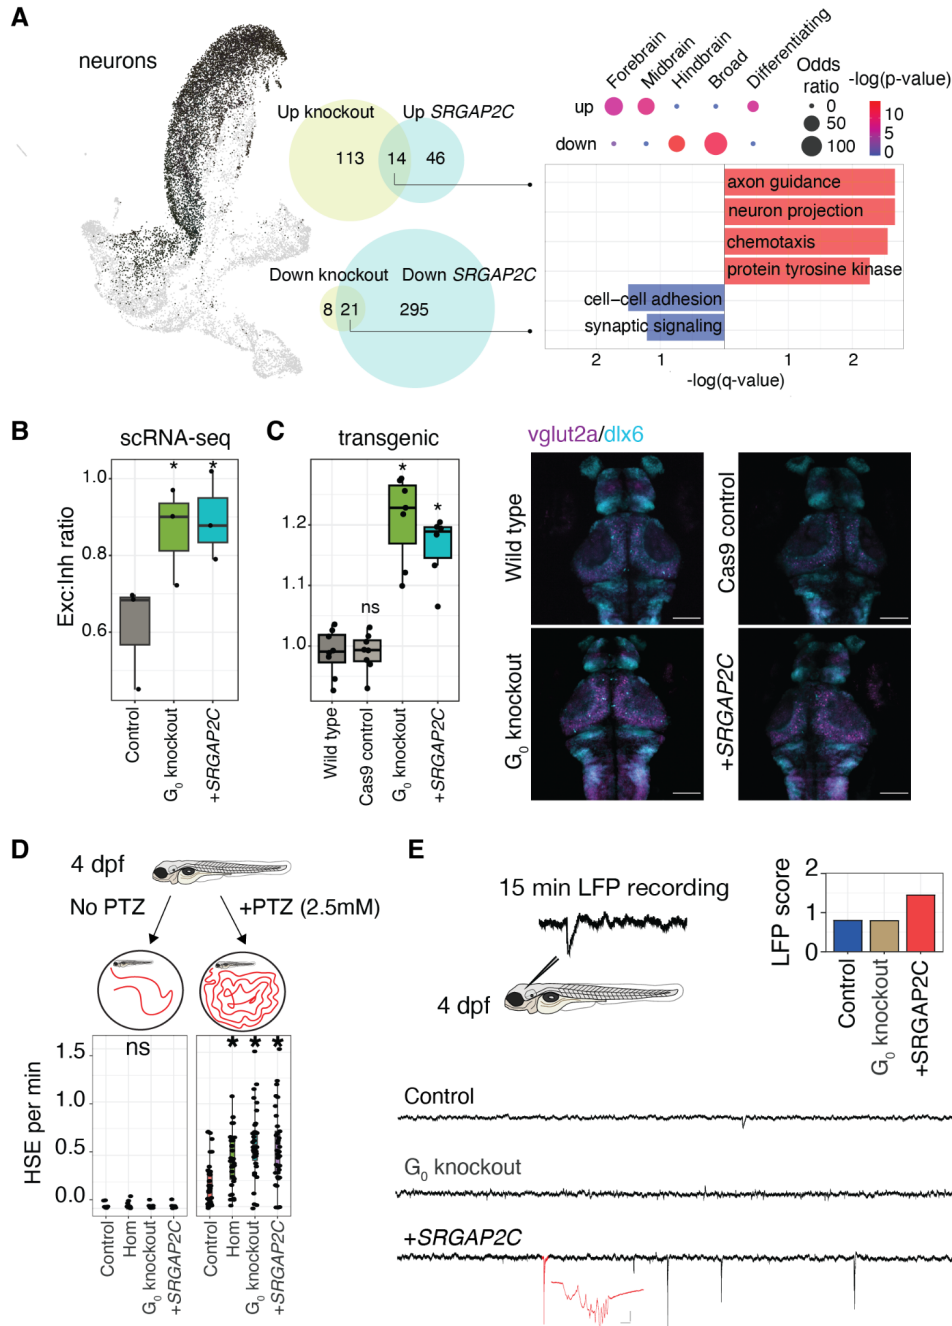 A
neurons
Up knockout
Up SRGAP2C
113
14
46
Down knockout
Down SRGAP2C
8
21
295
Forebrain
Midbrain
Hindbrain
Broad
Differentiating
up
down
Odds
ratio
0
50
100
-log(p-value)
10
5
0
axon guidance
neuron projection
chemotaxis
protein tyrosine kinase
cell-cell adhesion
synaptic signaling
2 1 1 2
-log(q-value)
B
scRNA-seq
Exc:Inh ratio
1.0
0.8
0.6
* *
Control
G0 knockout
+SRGAP2C
C
transgenic
1.2
1.1
1.0
ns
*
*
Wild type
Cas9 control
G0 knockout
+SRGAP2C
vglut2a/dlx6
Wild type
Cas9 control
G0 knockout
+SRGAP2C
D
4 dpf
No PTZ
+PTZ (2.5mM)
HSE per min
1.5
1.0
0.5
0.0
ns
* * *
Control
Hom
G0 knockout
+SRGAP2C
Control
Hom
G0 knockout
+SRGAP2C
E
15 min LFP recording
4 dpf
LFP score
2
1
0
Control
G0 knockout
+SRGAP2C
Control
G0 knockout
+SRGAP2C